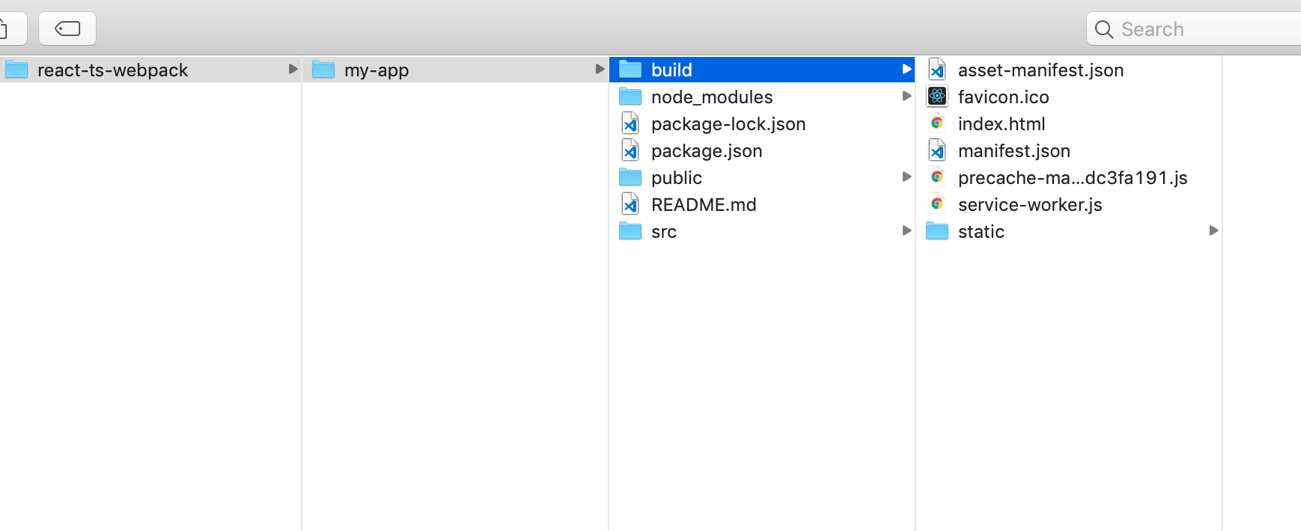 Search
react-ts-webpack
my-app
build
node_modules
package-lock.json
package.json
public
README.md
src
asset-manifest.json
favicon.ico
index.html
manifest.json
precache-ma...dc3fa191.js
service-worker.js
static